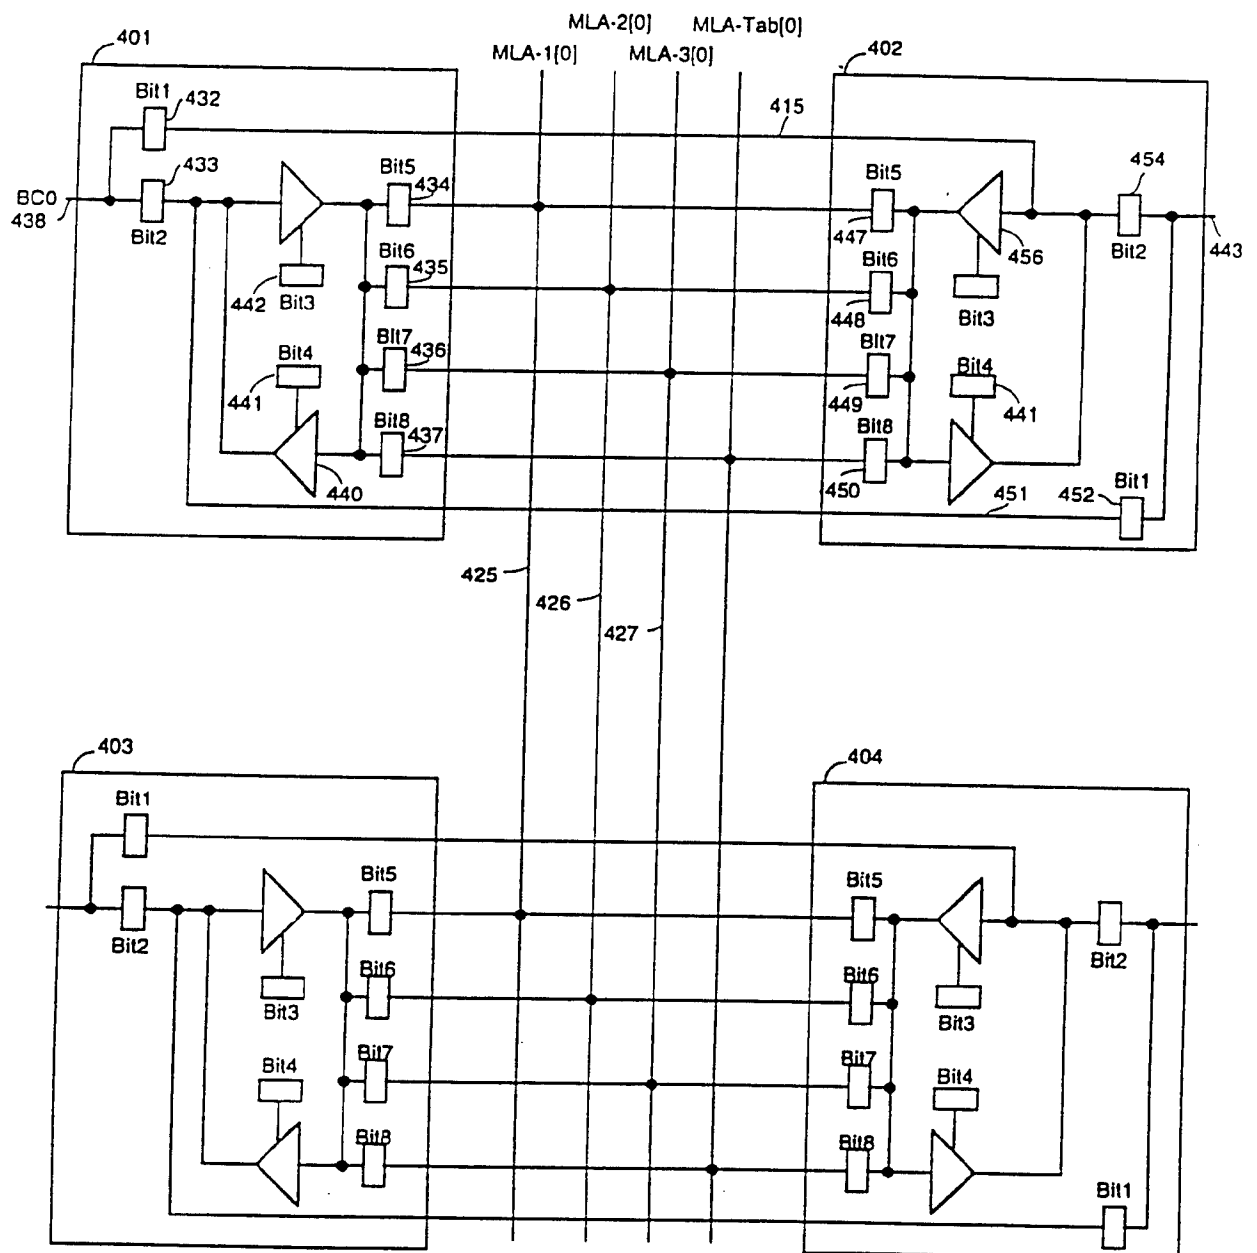 MLA-2[0] MLA-Tab[0]
MLA-1[0] MLA-3[0]
401
402
Bit1
432
415
433
Bit5
434
Bit5
454
BC0
438
Bit2
447
456
Bit2
443
Bit6
435
Bit6
442
Bit3
448
Bit3
Bit7
436
Bit7
Bit4
Bit4
441
449
441
Bit8
437
Bit8
440
450
Bit1
452
451
425
426
427
403
404
Bit1
Bit5
Bit5
Bit2
Bit2
Bit6
Bit6
Bit3
Bit3
Bit7
Bit7
Bit4
Bit4
Bit8
Bit8
Bit1